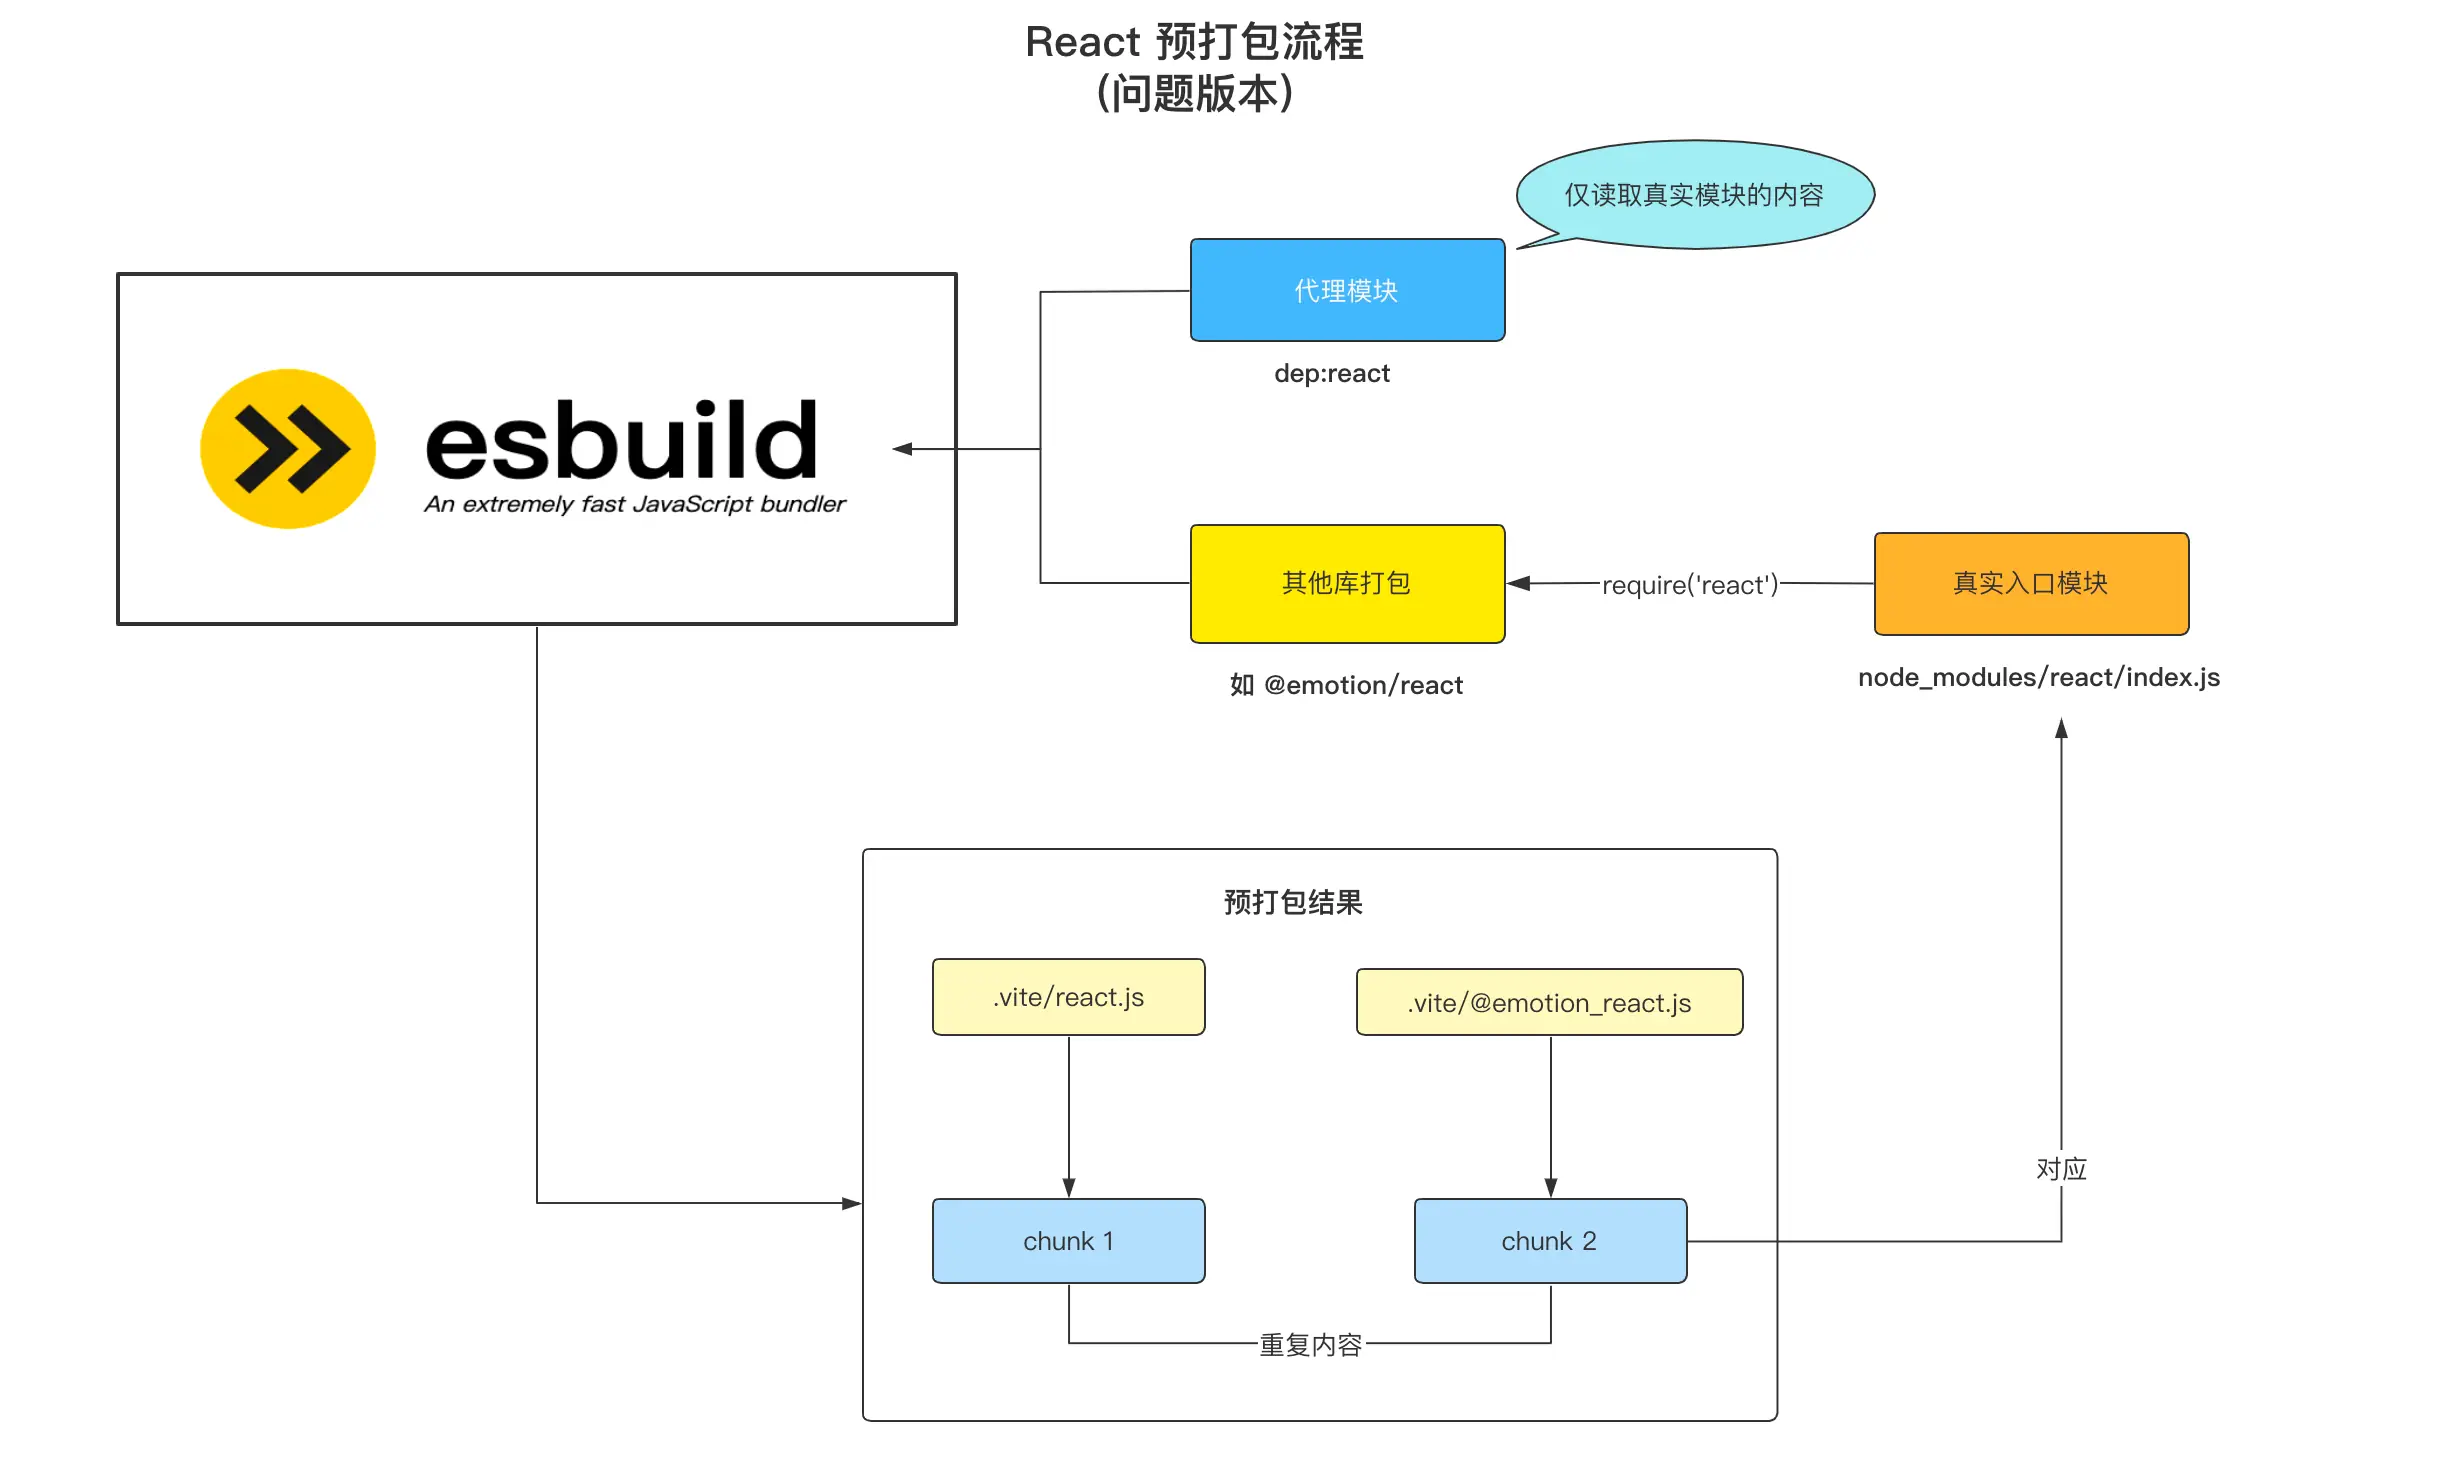 React 预打包流程
(问题版本)
仅读取真实模块的内容
代理模块
dep:react
esbuild
An extremely fast JavaScript bundler
其他库打包
require('react')
真实入口模块
如 @emotion/react
node_modules/react/index.js
预打包结果
.vite/react.js
.vite/@emotion_react.js
对应
chunk 1
chunk 2
重复内容